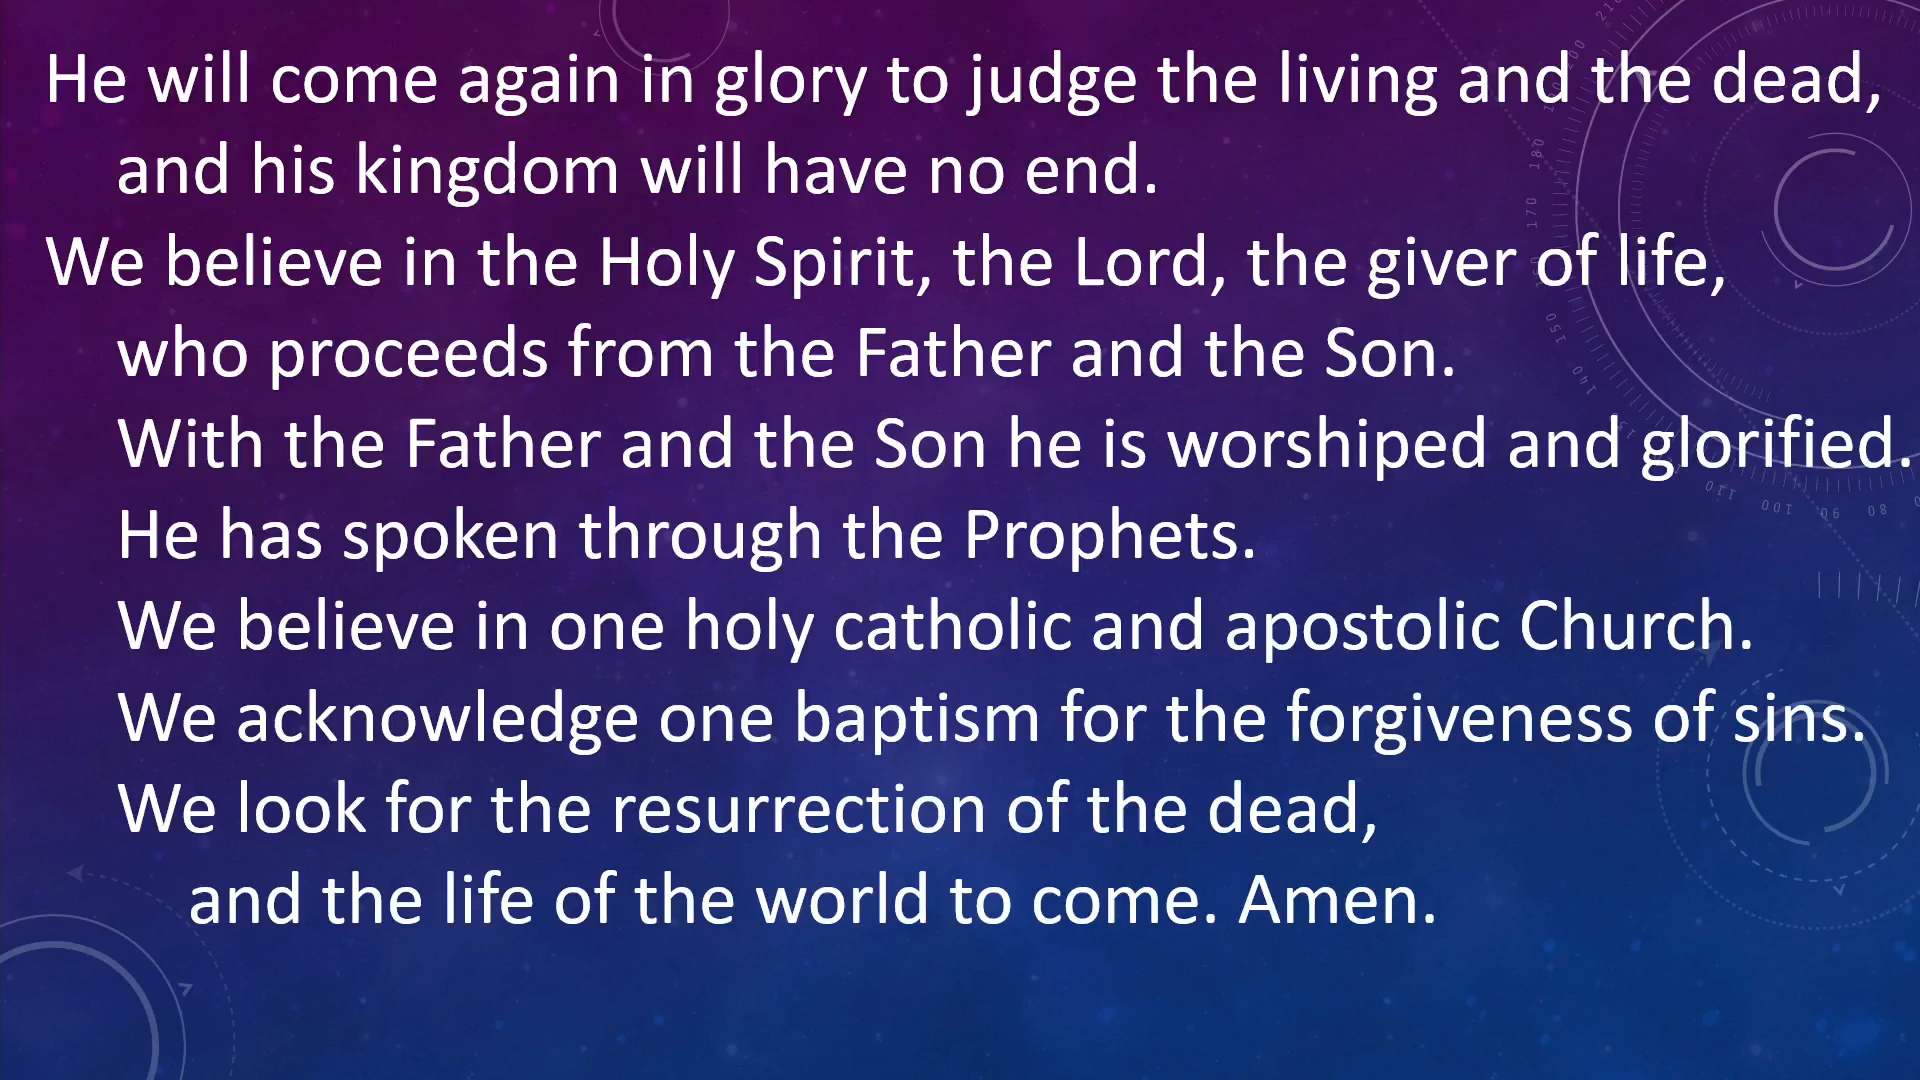 He will come again in glory to judge the living and the dead,
and his kingdom will have no end.
We believe in the Holy Spirit, the Lord, the giver of life,
who proceeds from the Father and the Son.
With the Father and the Son he is worshiped and glorified.
He has spoken through the Prophets.
We believe in one holy catholic and apostolic Church.
We acknowledge one baptism for the forgiveness of sins.
We look for the resurrection of the dead,
and the life of the world to come. Amen.